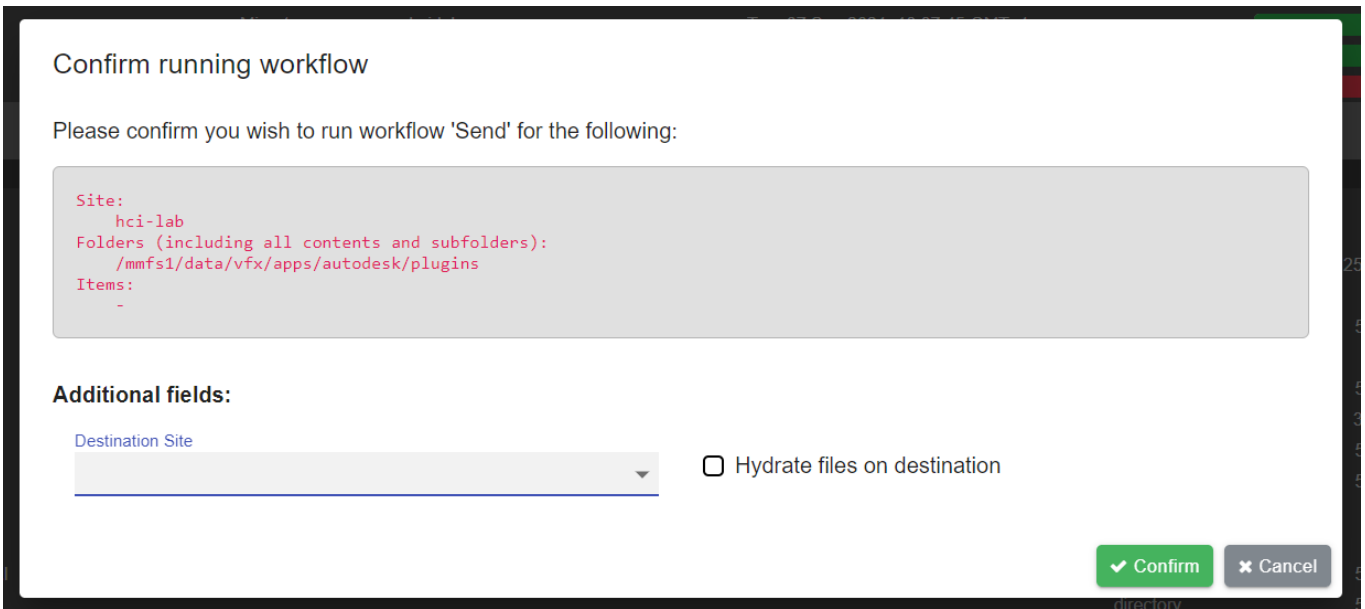 Confirm running workflow
Please confirm you wish to run workflow 'Send' for the following:
Site:
hci-lab
Folders (including all contents and subfolders):
/mmfs1/data/vfx/apps/autodesk/plugins
Items:
-
Additional fields:
Destination Site
Hydrate files on destination
Confirm
Cancel
directory